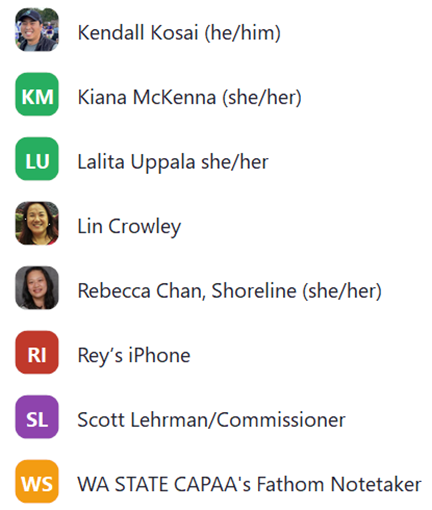 Kendall Kosai (he/him)
KM Kiana McKenna (she/her)
LU Lalita Uppala she/her
Lin Crowley
Rebecca Chan, Shoreline (she/her)
RI Rey's iPhone
SL Scott Lehrman/Commissioner
WS WA STATE CAPAA's Fathom Notetaker